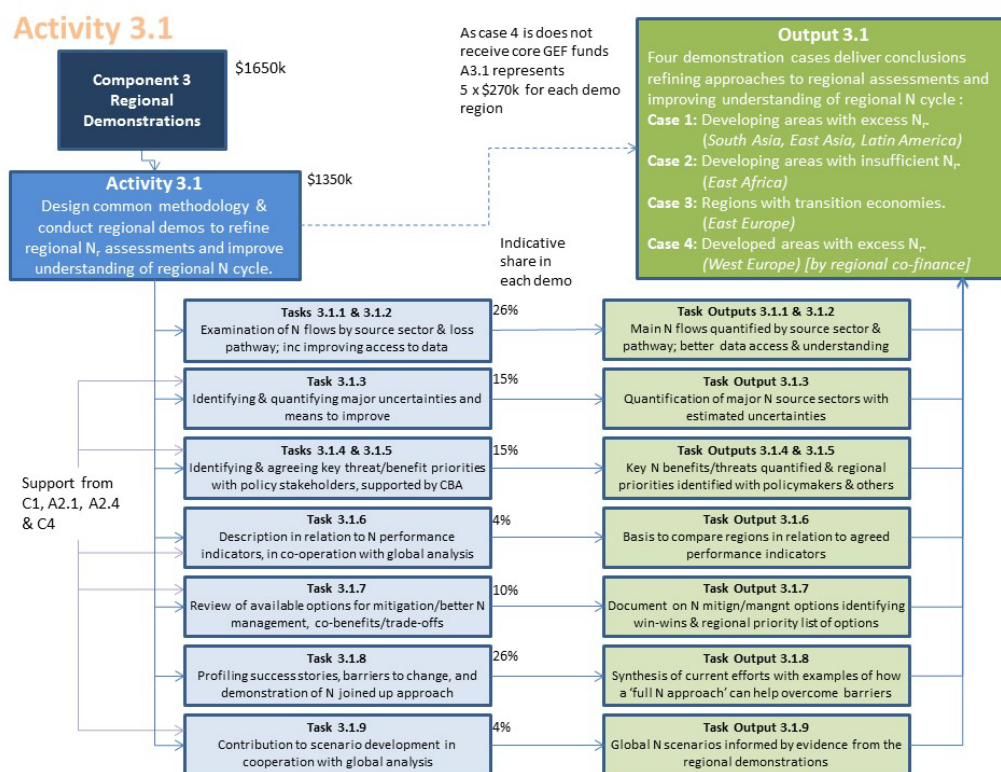 Activity 3.1
Component 3
Regional
Demonstrations
$1650k
As case 4 is does not
receive core GEF funds
A3.1 represents
5 x $270k for each demo
region
Output 3.1
Four demonstration cases deliver conclusions
refining approaches to regional assessments and
improving understanding of regional N cycle :
Case 1: Developing areas with excess Nr.
(South Asia, East Asia, Latin America)
Case 2: Developing areas with insufficient Nr.
(East Africa)
Case 3: Regions with transition economies.
(East Europe)
Case 4: Developed areas with excess Nr.
(West Europe) [by regional co-finance]
Activity 3.1
Design common methodology &
conduct regional demos to refine
regional Nr assessments and improve
understanding of regional N cycle.
$1350k
Indicative
share in
each demo
Tasks 3.1.1 & 3.1.2
Examination of N flows by source sector & loss
pathway; inc improving access to data
26%
Task Outputs 3.1.1 & 3.1.2
Main N flows quantified by source sector &
pathway; better data access & understanding
Task 3.1.3
Identifying & quantifying major uncertainties and
means to improve
15%
Task Output 3.1.3
Quantification of major N source sectors with
estimated uncertainties
Tasks 3.1.4 & 3.1.5
Identifying & agreeing key threat/benefit priorities
with policy stakeholders, supported by CBA
15%
Task Outputs 3.1.4 & 3.1.5
Key N benefits/threats quantified & regional
priorities identified with policymakers & others
Support from
C1, A2.1, A2.4
& C4
Task 3.1.6
Description in relation to N performance
indicators, in co-operation with global analysis
4%
Task Output 3.1.6
Basis to compare regions in relation to agreed
performance indicators
Task 3.1.7
Review of available options for mitigation/better N
management, co-benefits/trade-offs
10%
Task Output 3.1.7
Document on N mitign/mangnt options identifying
win-wins & regional priority list of options
Task 3.1.8
Profiling success stories, barriers to change, and
demonstration of N joined up approach
26%
Task Output 3.1.8
Synthesis of current efforts with examples of how
a 'full N approach' can help overcome barriers
Task 3.1.9
Contribution to scenario development in
cooperation with global analysis
4%
Task Output 3.1.9
Global N scenarios informed by evidence from the
regional demonstrations